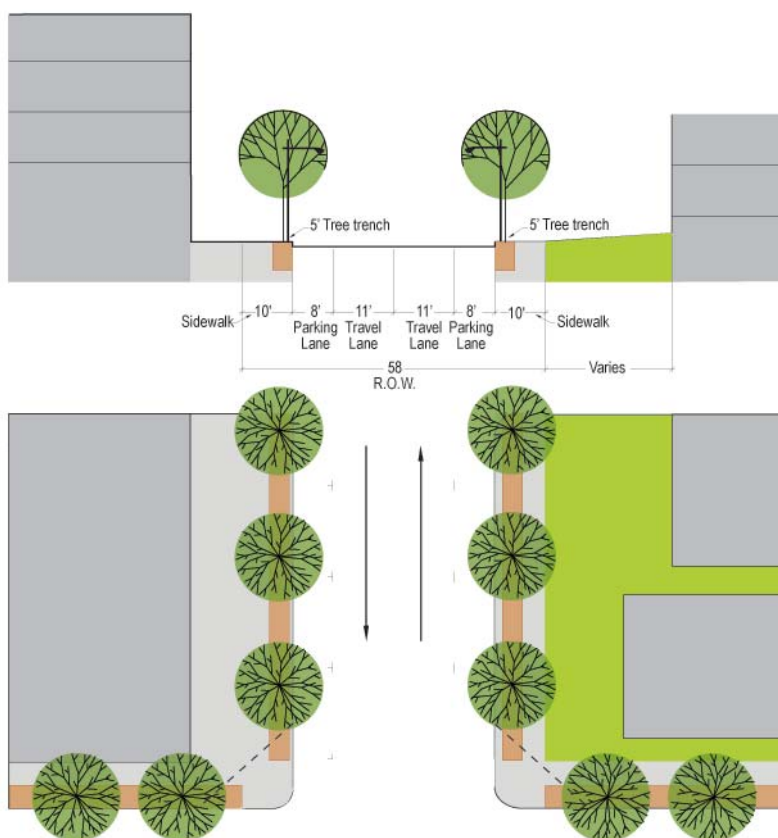 5' Tree trench
5' Tree trench
10'
8'
11'
11'
8'
10'
Sidewalk
Parking
Lane
Travel
Lane
Travel
Lane
Parking
Lane
Sidewalk
58
R.O.W.
Varies